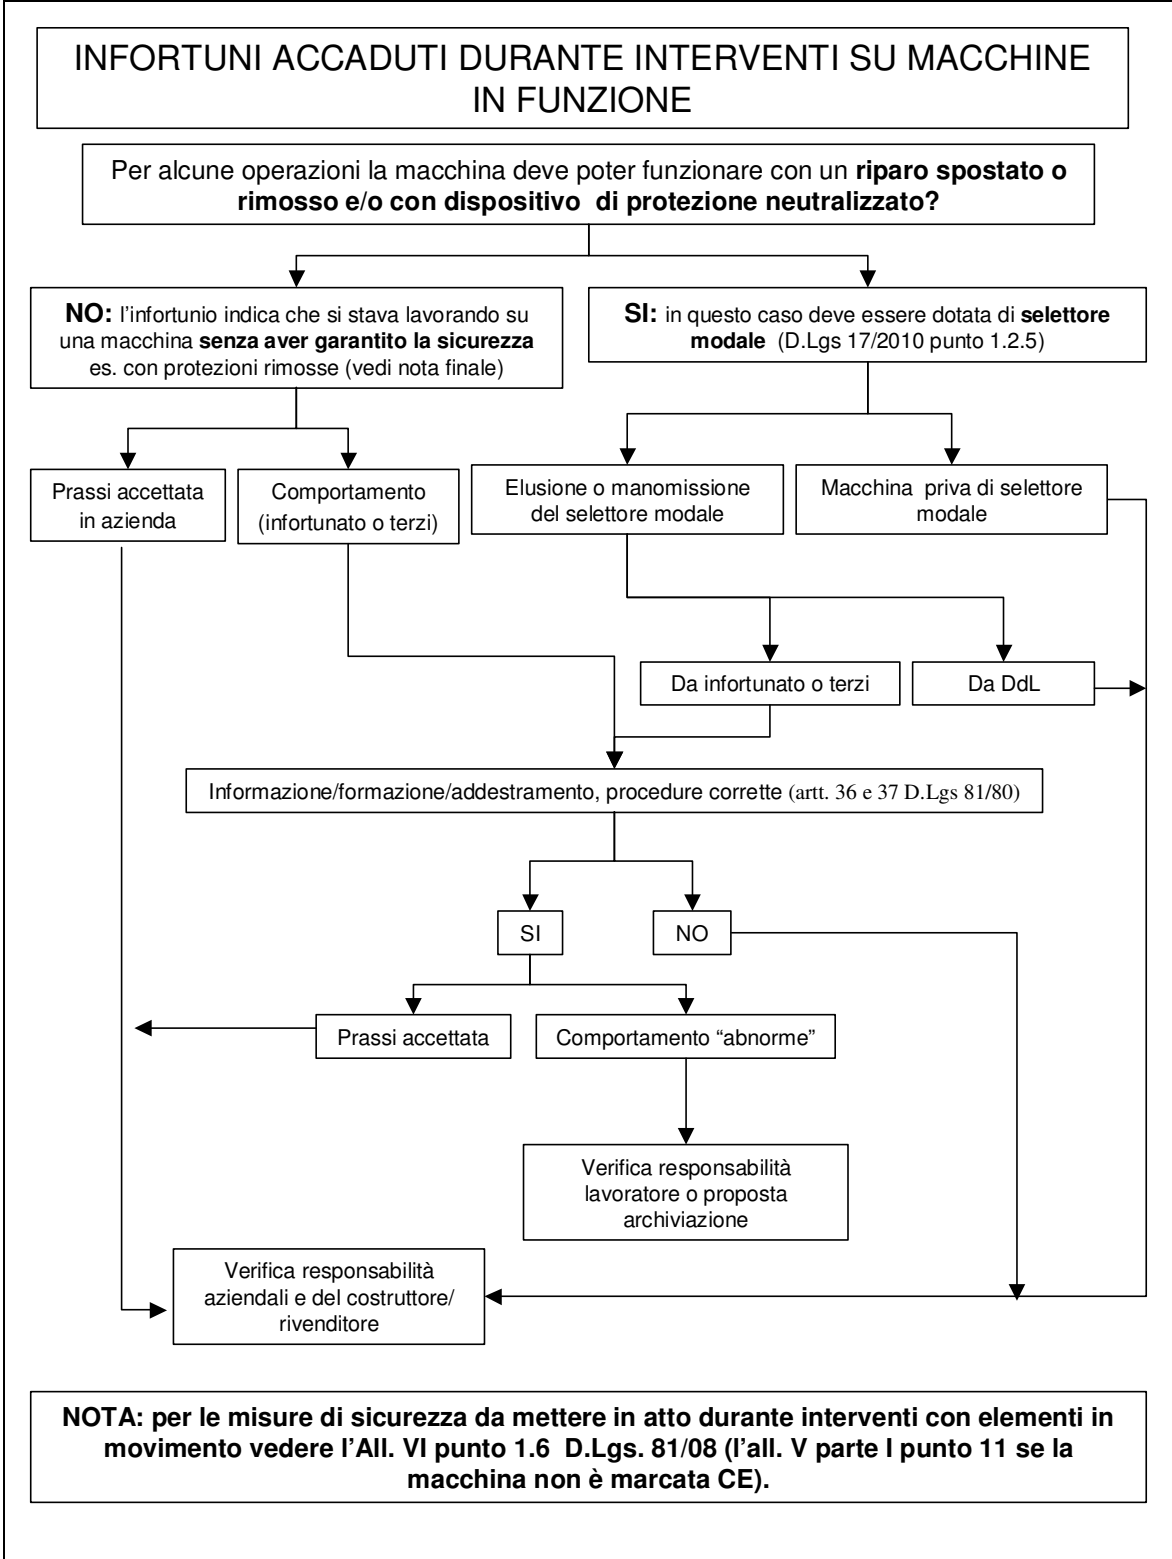 INFORTUNI ACCADUTI DURANTE INTERVENTI SU MACCHINE
IN FUNZIONE
Per alcune operazioni la macchina deve poter funzionare con un riparo spostato o
rimosso e/o con dispositivo di protezione neutralizzato?
NO: l’infortunio indica che si stava lavorando su
una macchina senza aver garantito la sicurezza
es. con protezioni rimosse (vedi nota finale)
SI: in questo caso deve essere dotata di selettore
modale (D.Lgs 17/2010 punto 1.2.5)
Prassi accettata
in azienda
Comportamento
(infortunato o terzi)
Elusione o manomissione
del selettore modale
Macchina priva di selettore
modale
Da infortunato o terzi
Da DdL
Informazione/formazione/addestramento, procedure corrette (artt. 36 e 37 D.Lgs 81/80)
SI
NO
Prassi accettata
Comportamento “abnorme”
Verifica responsabilità
lavoratore o proposta
archiviazione
Verifica responsabilità
aziendali e del costruttore/
rivenditore
NOTA: per le misure di sicurezza da mettere in atto durante interventi con elementi in
movimento vedere l’All. VI punto 1.6 D.Lgs. 81/08 (l’all. V parte I punto 11 se la
macchina non è marcata CE).